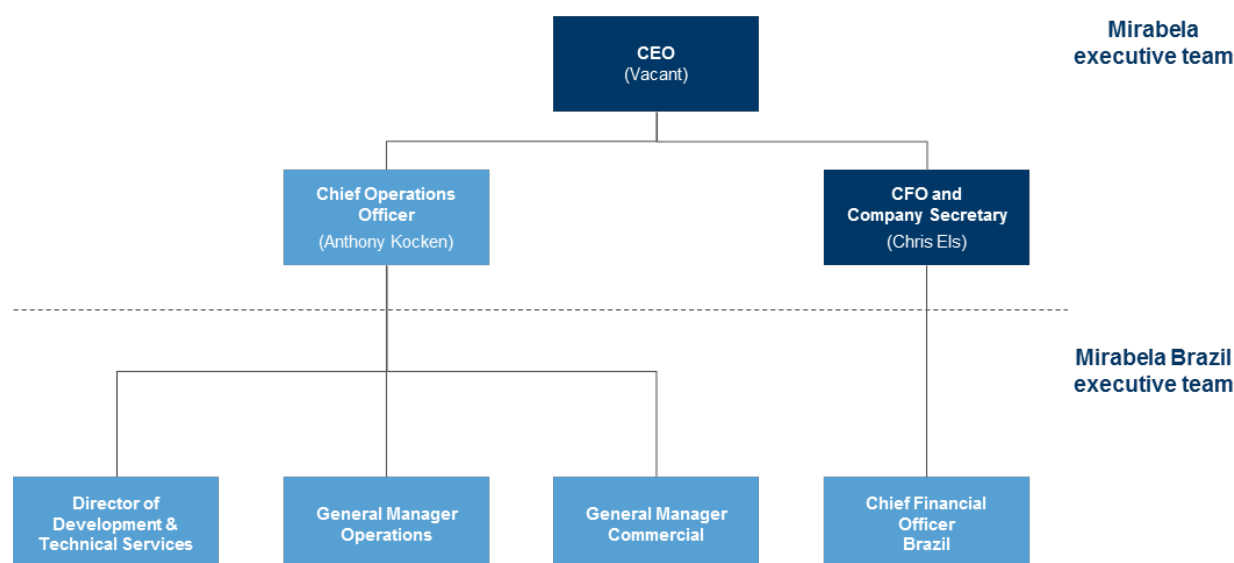 Mirabela
executive team
CEO
(Vacant)
Chief Operations
Officer
(Anthony Kocken)
CFO and
Company Secretary
(Chris Els)
Mirabela Brazil
executive team
Director of
Development &
Technical Services
General Manager
Operations
General Manager
Commercial
Chief Financial
Officer
Brazil